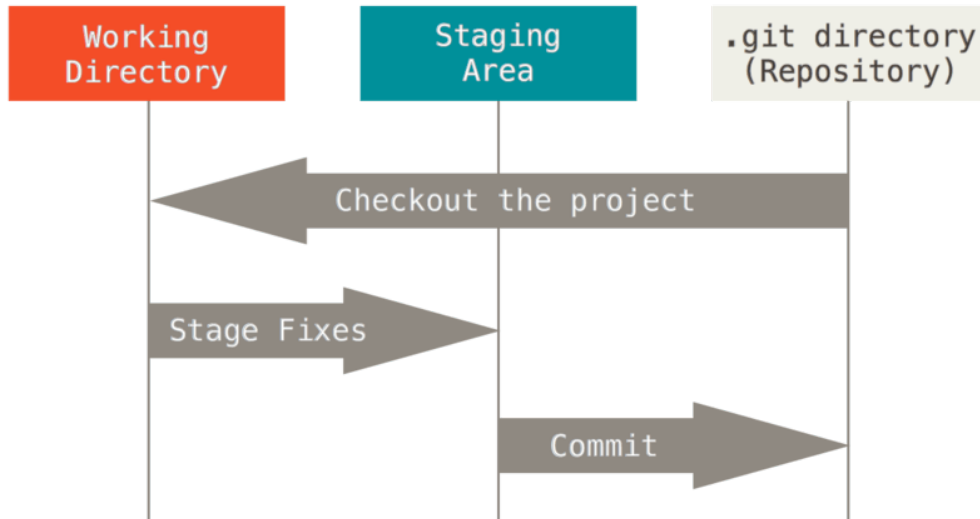 Working
Directory
Staging
Area
.git directory
(Repository)
Checkout the project
Stage Fixes
Commit